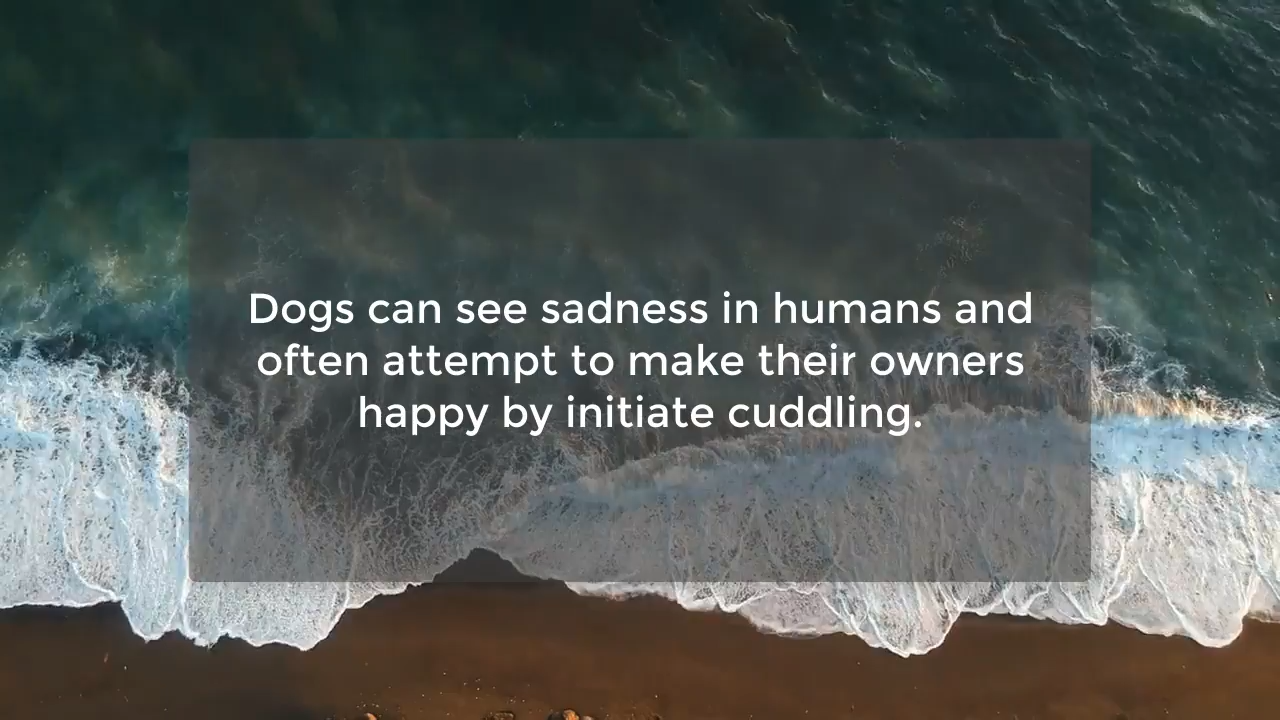 Dogs can see sadness in humans and
often attempt to make their owners
happy by initiate cuddling.